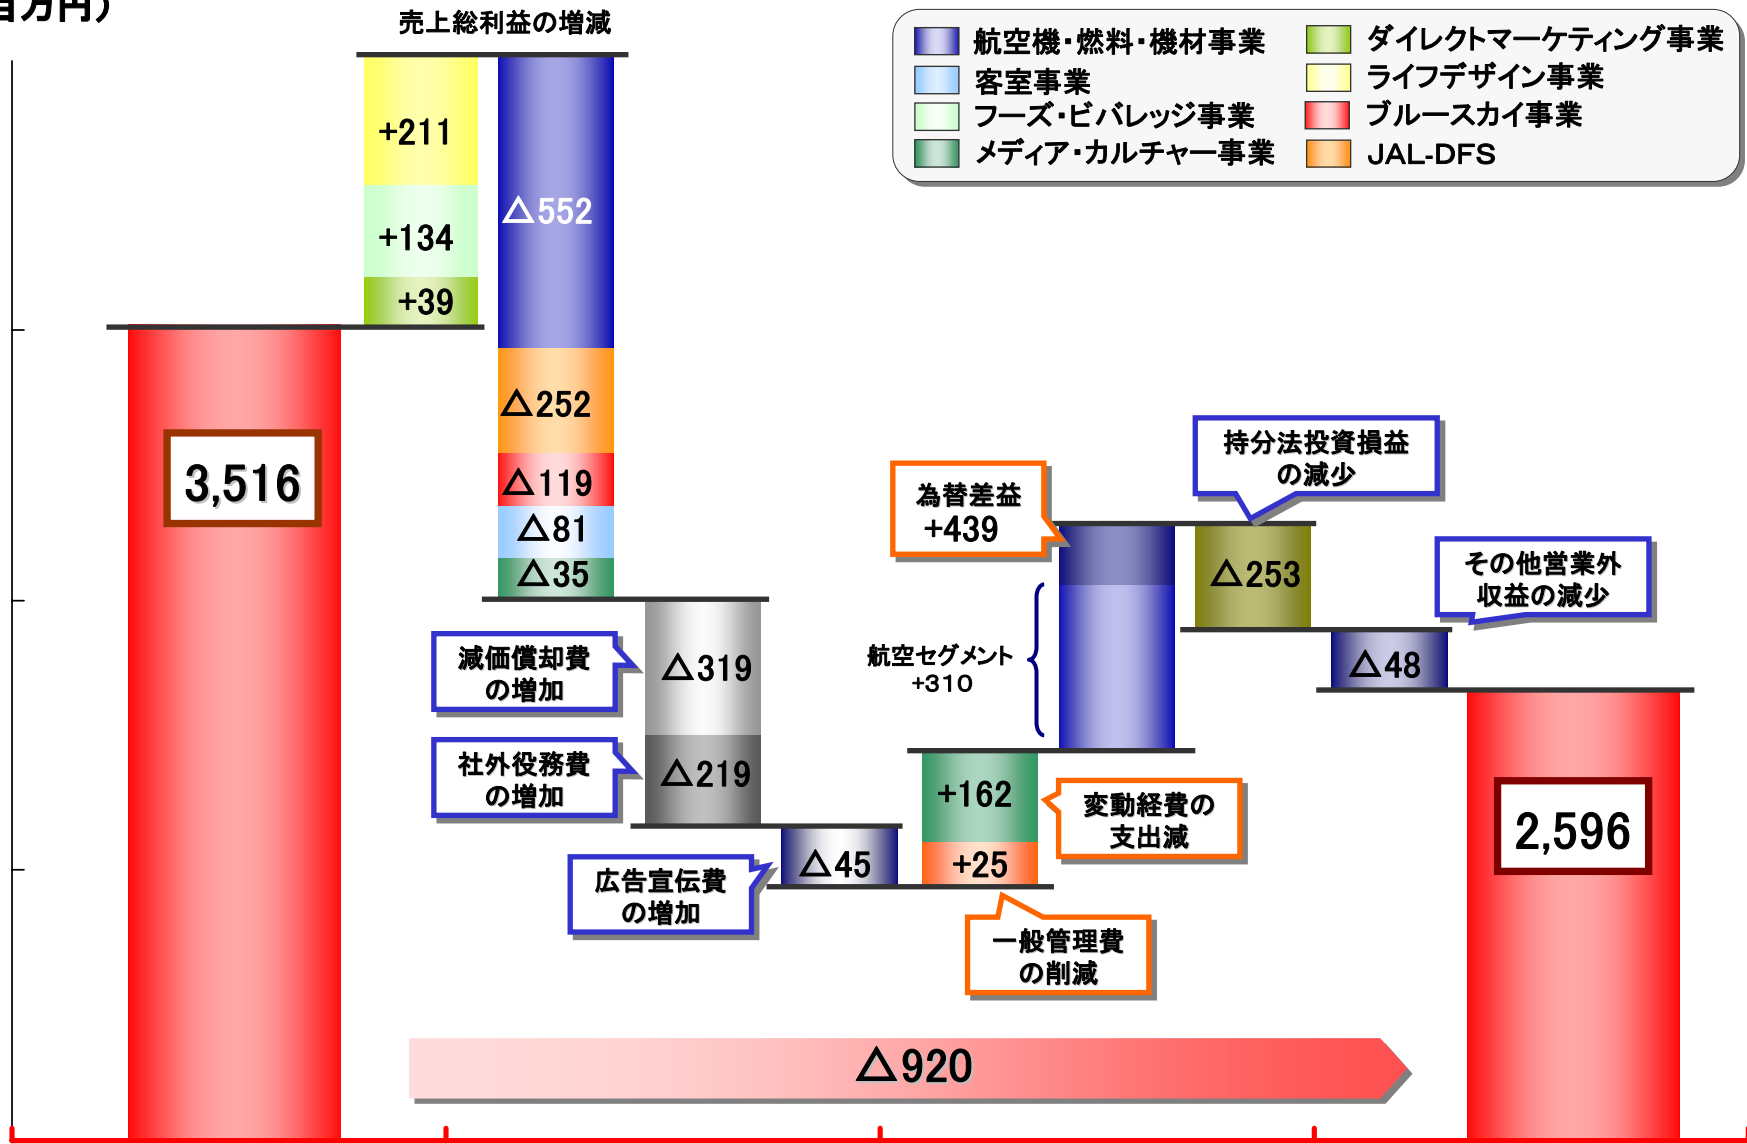 百万円）
売上総利益の増減
航空機・燃料・機材事業
客室事業
フーズ・ビバレッジ事業
メディア・カルチャー事業
ダイレクトマーケティング事業
ライフデザイン事業
ブルースカイ事業
JAL-DFS
+211
+134
+39
△552
△252
△119
△81
△35
3,516
減価償却費
の増加
△319
社外役務費
の増加
△219
広告宣伝費
の増加
△45
+162
+25
変動経費の
支出減
一般管理費
の削減
為替差益
+439
航空セグメント
+310
持分法投資損益
の減少
△253
その他営業外
収益の減少
△48
2,596
△920